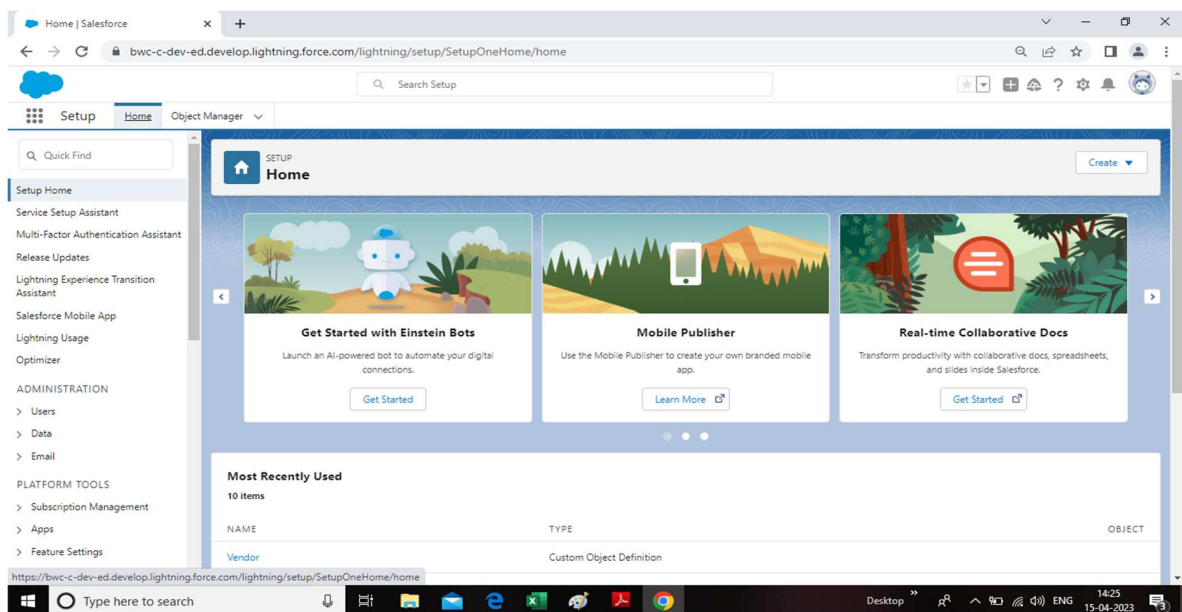 Home | Salesforce
bwc-c-dev-ed.develop.lightning.force.com/lightning/setup/SetupOneHome/home
Search Setup
Setup Home Object Manager
Quick Find
Setup Home
Service Setup Assistant
Multi-Factor Authentication Assistant
Release Updates
Lightning Experience Transition
Assistant
Salesforce Mobile App
Lightning Usage
Optimizer
ADMINISTRATION
Users
Data
Email
PLATFORM TOOLS
Subscription Management
Apps
Feature Settings
SETUP
Home
Create
Get Started with Einstein Bots
Launch an AI-powered bot to automate your digital
connections.
Get Started
Mobile Publisher
Use the Mobile Publisher to create your own branded mobile
app.
Learn More
Real-time Collaborative Docs
Transform productivity with collaborative docs, spreadsheets,
and slides inside Salesforce.
Get Started
Most Recently Used
10 items
NAME TYPE OBJECT
Vendor Custom Object Definition
https://bwc-c-dev-ed.develop.lightning.force.com/lightning/setup/SetupOneHome/home
Type here to search
Desktop
ENG
14:25
15-04-2023
3